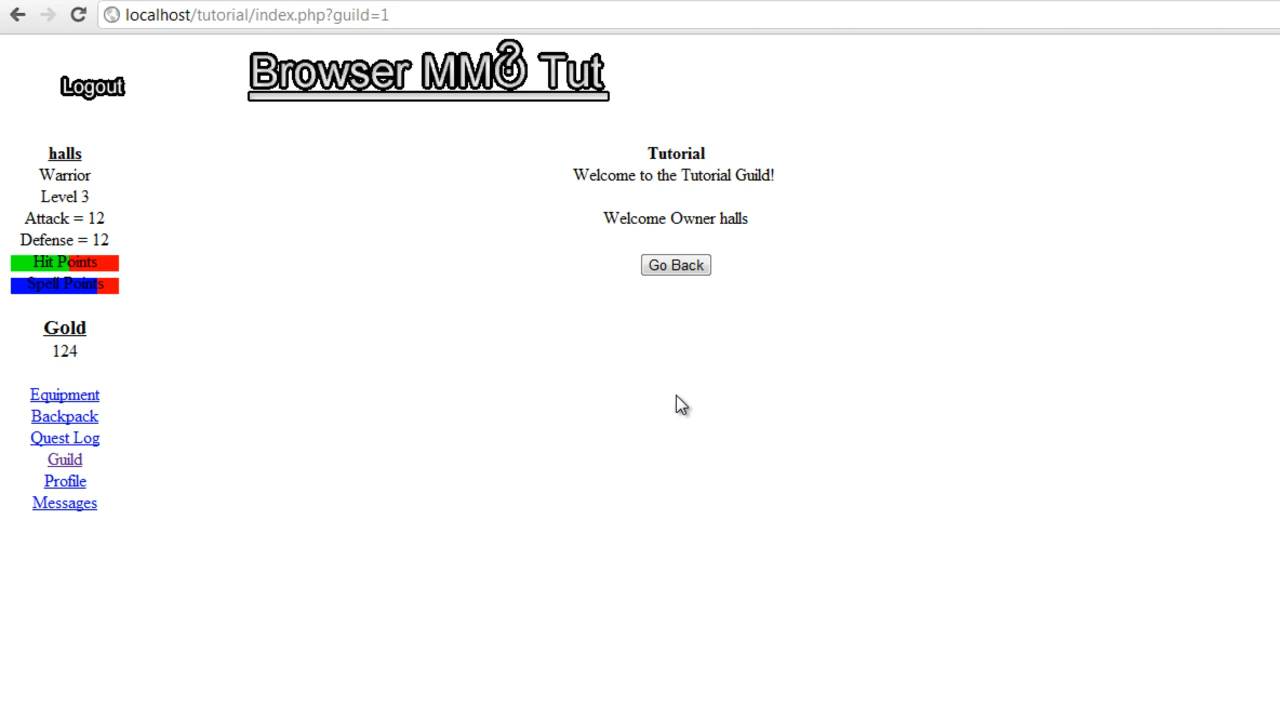 localhost/tutorial/index.php?guild=1
Browser MMO Tut
Logout
halls
Warrior
Level 3
Attack = 12
Defense = 12
Hit Points
Spell Points
Gold
124
Equipment
Backpack
Quest Log
Guild
Profile
Messages
Tutorial
Welcome to the Tutorial Guild!
Welcome Owner halls
Go Back